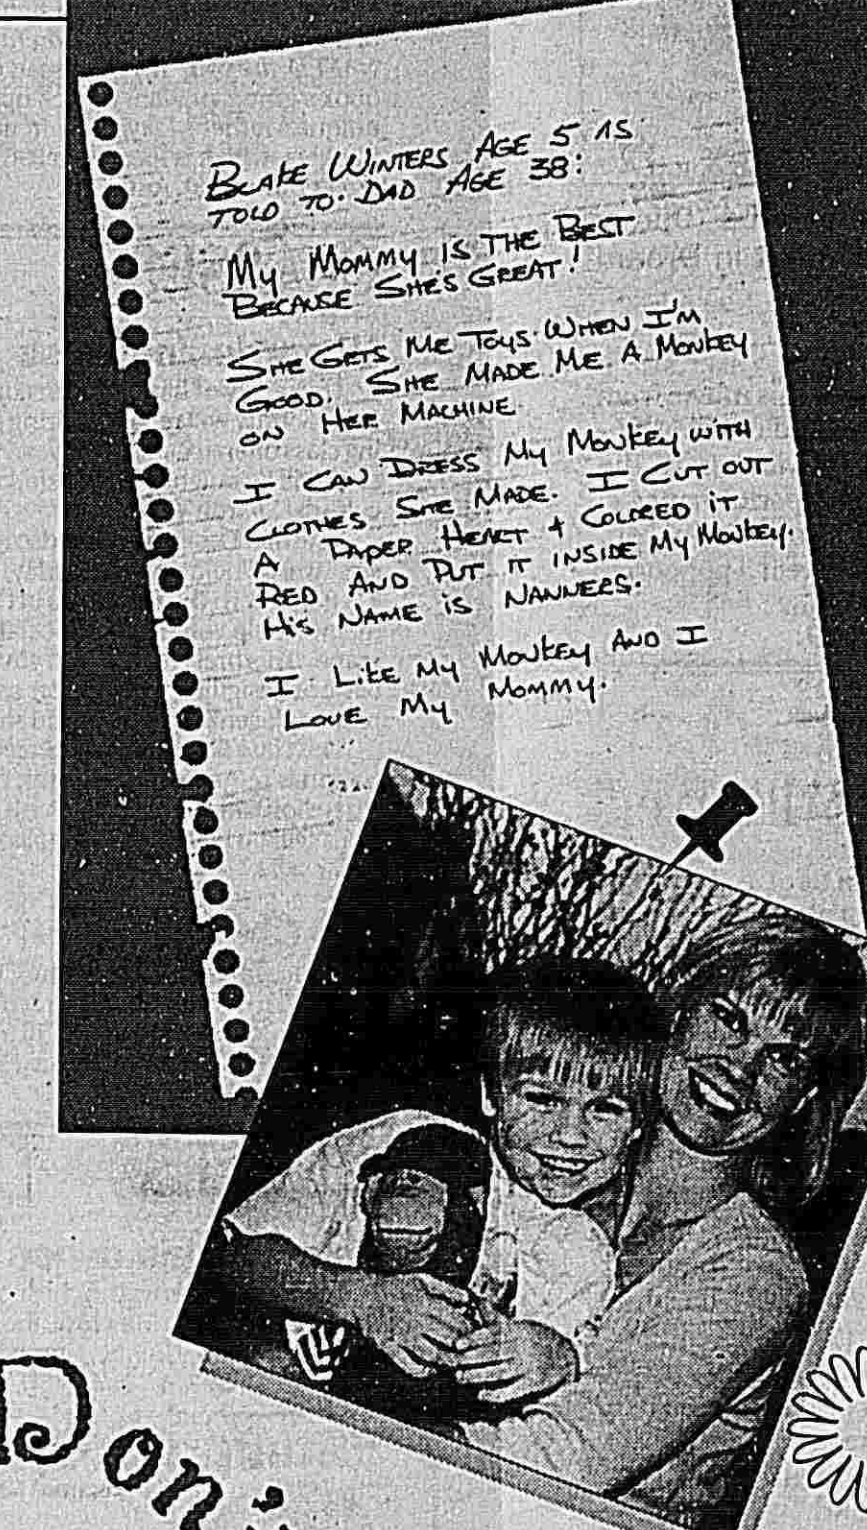 BLAKE WINTERS AGE 5 AS
TOLD TO DAD AGE 38:
MY MOMMY IS THE BEST
BECAUSE SHE'S GREAT!
SHE GETS ME TOYS WHEN I'M
GOOD. SHE MADE ME A MONKEY
ON HER MACHINE
I CAN DRESS MY MONKEY WITH
CLOTHES SHE MADE. I CUT OUT
A PAPER HEART + COLORED IT
RED AND PUT IT INSIDE MY MONKEY.
HIS NAME IS NANNERS.
I LIKE MY MONKEY AND I
LOVE MY MOMMY.
Don